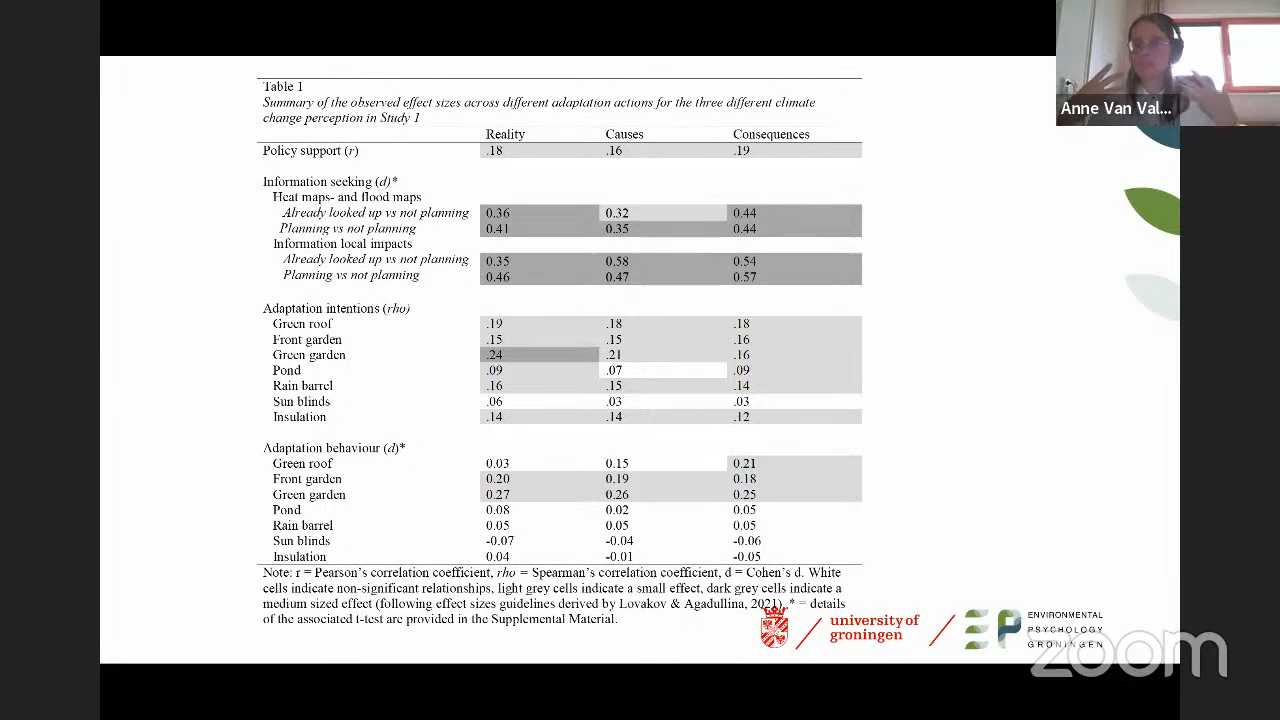 Table 1
Summary of the observed effect sizes across different adaptation actions for the three different climate
change perception in Study 1
Reality Causes Consequences
Policy support (r) .18 .16 .19
Information seeking (d)*
Heat maps- and flood maps
Already looked up vs not planning 0.36 0.32 0.44
Planning vs not planning 0.41 0.35 0.44
Information local impacts
Already looked up vs not planning 0.35 0.58 0.54
Planning vs not planning 0.46 0.47 0.57
Adaptation intentions (rho)
Green roof .19 .18 .18
Front garden .15 .15 .16
Green garden .24 .21 .16
Pond .09 .07 .09
Rain barrel .16 .15 .14
Sun blinds .06 .03 .03
Insulation .14 .14 .12
Adaptation behaviour (d)*
Green roof 0.03 0.15 0.21
Front garden 0.20 0.19 0.18
Green garden 0.27 0.26 0.25
Pond 0.08 0.02 0.05
Rain barrel 0.05 0.05 0.05
Sun blinds -0.07 -0.04 -0.06
Insulation 0.04 -0.01 -0.05
Note: r = Pearson's correlation coefficient, rho = Spearman's correlation coefficient, d = Cohen's d. White
cells indicate non-significant relationships, light grey cells indicate a small effect, dark grey cells indicate a
medium sized effect (following effect sizes guidelines derived by Lovakov & Agadullina, 2021). * = details
of the associated t-test are provided in the Supplemental Material.
Anne Van Val...
university of
groningen
EP
ENVIRONMENTAL
PSYCHOLOGY
GRONINGEN
zoom